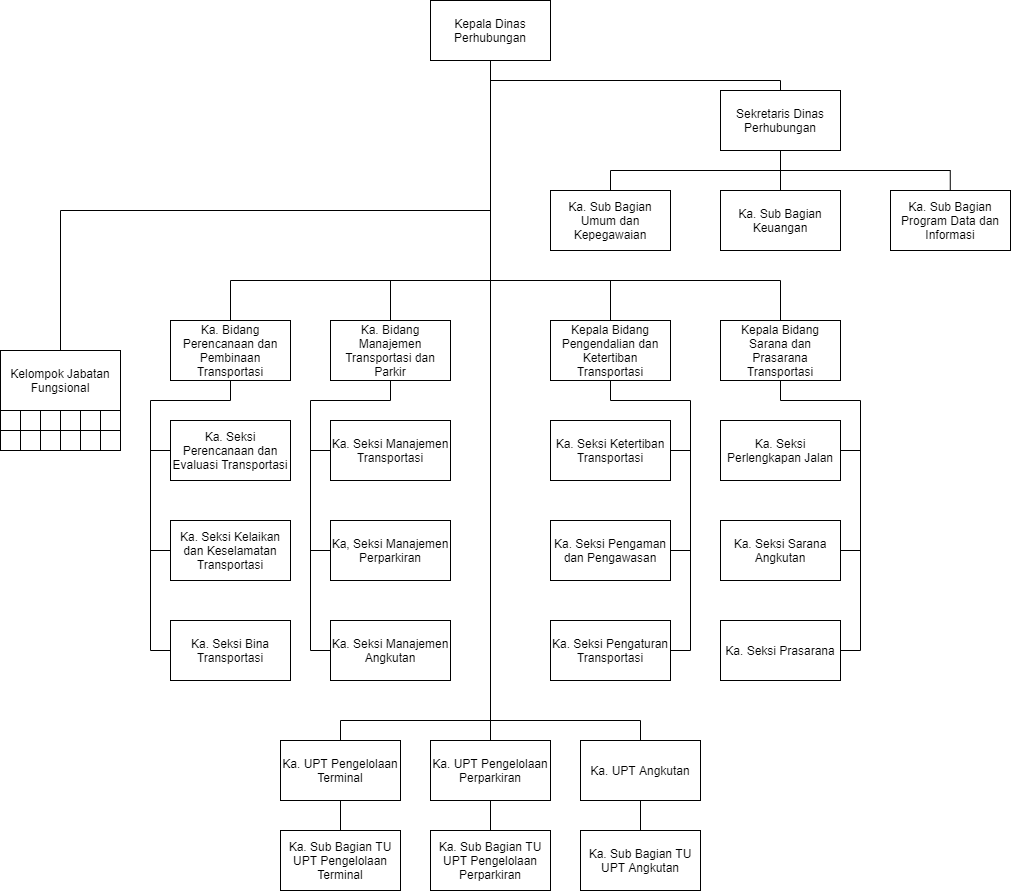 Kepala Dinas
Perhubungan
Sekretaris Dinas
Perhubungan
Ka. Sub Bagian
Umum dan
Kepegawaian
Ka. Sub Bagian
Keuangan
Ka. Sub Bagian
Program Data dan
Informasi
Ka. Bidang
Perencanaan dan
Pembinaan
Transportasi
Ka. Bidang
Manajemen
Transportasi dan
Parkir
Kepala Bidang
Pengendalian dan
Ketertiban
Transportasi
Kepala Bidang
Sarana dan
Prasarana
Transportasi
Kelompok Jabatan
Fungsional
Ka. Seksi
Perencanaan dan
Evaluasi Transportasi
Ka. Seksi Manajemen
Transportasi
Ka. Seksi Ketertiban
Transportasi
Ka. Seksi
Perlengkapan Jalan
Ka. Seksi Kelaikan
dan Keselamatan
Transportasi
Ka, Seksi Manajemen
Perparkiran
Ka. Seksi Pengaman
dan Pengawasan
Ka. Seksi Sarana
Angkutan
Ka. Seksi Bina
Transportasi
Ka. Seksi Manajemen
Angkutan
Ka. Seksi Pengaturan
Transportasi
Ka. Seksi Prasarana
Ka. UPT Pengelolaan
Terminal
Ka. UPT Pengelolaan
Perparkiran
Ka. UPT Angkutan
Ka. Sub Bagian TU
UPT Pengelolaan
Terminal
Ka. Sub Bagian TU
UPT Pengelolaan
Perparkiran
Ka. Sub Bagian TU
UPT Angkutan